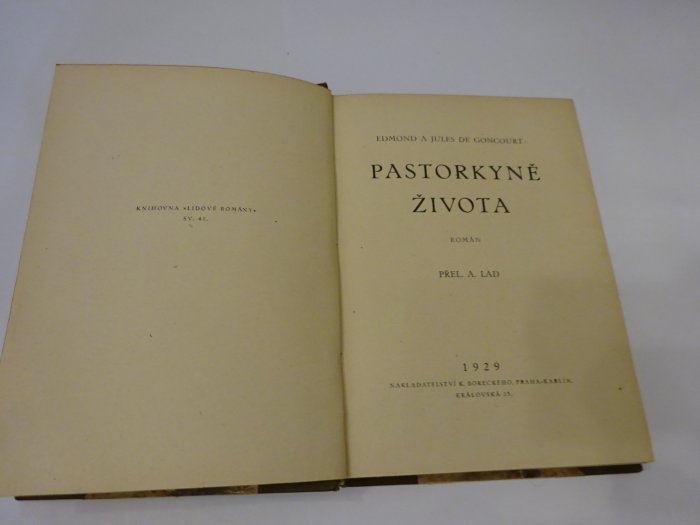 KNIHOVNA »LIDOVÉ ROMÁNY«
SV. 41.
EDMOND A JULES DE GONCOURT:
PASTORKYNĚ
ŽIVOTA
ROMÁN
PŘEL. A. LAD
1929
NAKLADATELSTVÍ K. BORECKÉHO, PRAHA-KARLÍN,
KRÁLOVSKÁ 15.